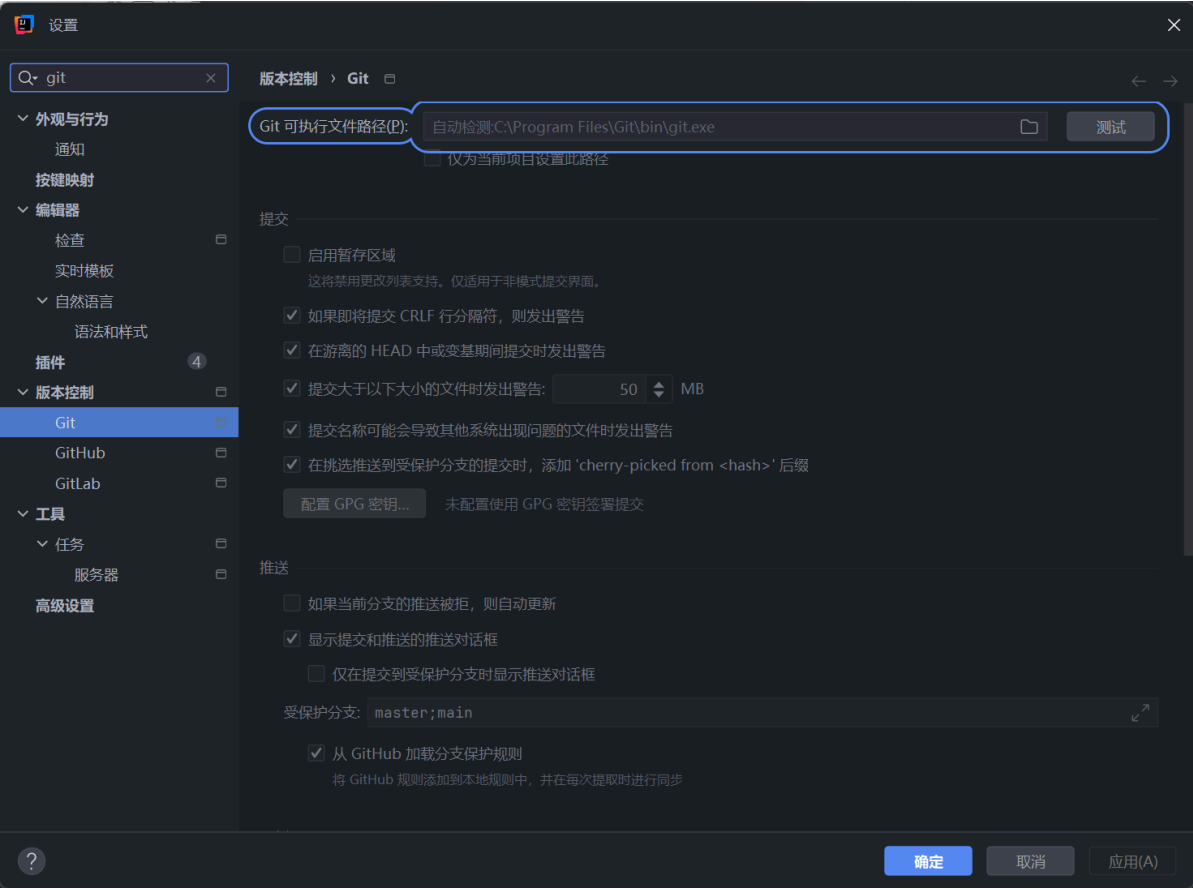 设置
git
外观与行为
通知
按键映射
编辑器
检查
实时模板
自然语言
语法和样式
插件 4
版本控制
Git
GitHub
GitLab
工具
任务
服务器
高级设置
版本控制 › Git
Git 可执行文件路径(P): 自动检测:C:\Program Files\Git\bin\git.exe 测试
仅为当前项目设置此路径
提交
启用暂存区域
这将禁用更改列表支持。仅适用于非模式提交界面。
如果即将提交 CRLF 行分隔符，则发出警告
在游离的 HEAD 中或变基期间提交时发出警告
提交大于以下大小的文件时发出警告: 50 MB
提交名称可能会导致其他系统出现问题的文件时发出警告
在挑选推送到受保护分支的提交时，添加 'cherry-picked from <hash>' 后缀
配置 GPG 密钥... 未配置使用 GPG 密钥签署提交
推送
如果当前分支的推送被拒，则自动更新
显示提交和推送的推送对话框
仅在提交到受保护分支时显示推送对话框
受保护分支: master;main
从 GitHub 加载分支保护规则
将 GitHub 规则添加到本地规则中，并在每次提取时进行同步
? 确定 取消 应用(A)